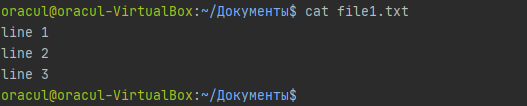 oracul@oracul-VirtualBox:~/Документы$ cat file1.txt
line 1
line 2
line 3
oracul@oracul-VirtualBox:~/Документы$